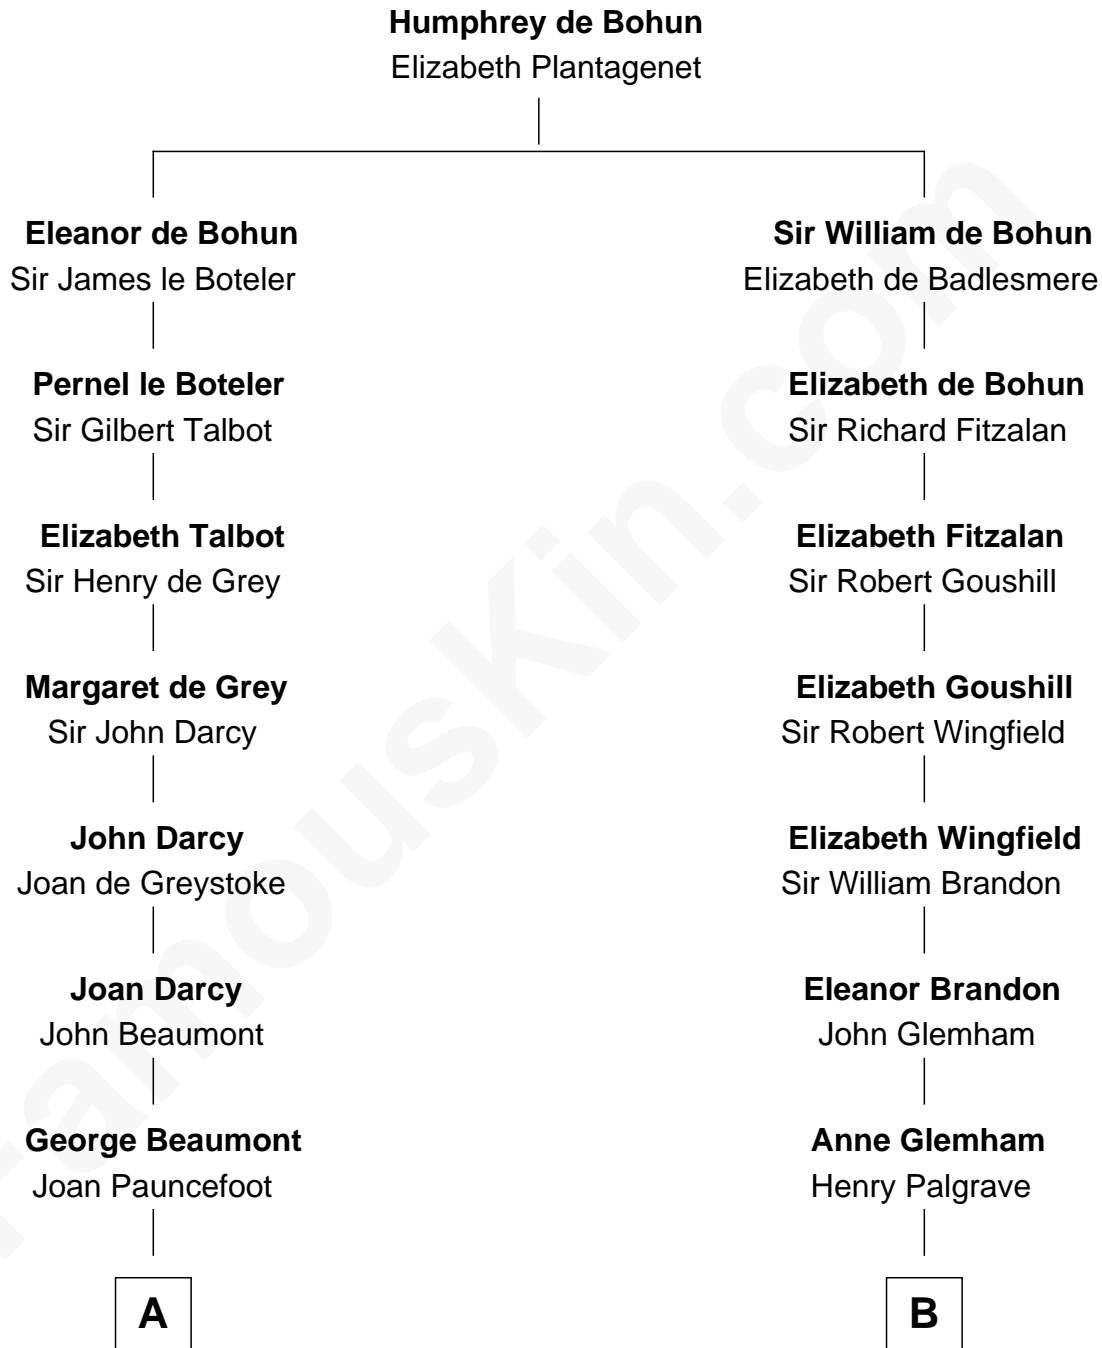 Humphrey de Bohun
Elizabeth Plantagenet
Eleanor de Bohun
Sir James le Boteler
Sir William de Bohun
Elizabeth de Badlesmere
Pernel le Boteler
Sir Gilbert Talbot
Elizabeth de Bohun
Sir Richard Fitzalan
Elizabeth Talbot
Sir Henry de Grey
Elizabeth Fitzalan
Sir Robert Goushill
Margaret de Grey
Sir John Darcy
Elizabeth Goushill
Sir Robert Wingfield
John Darcy
Joan de Greystoke
Elizabeth Wingfield
Sir William Brandon
Joan Darcy
John Beaumont
Eleanor Brandon
John Glemham
George Beaumont
Joan Pauncefoot
Anne Glemham
Henry Palgrave
A
B
FamousKin.com